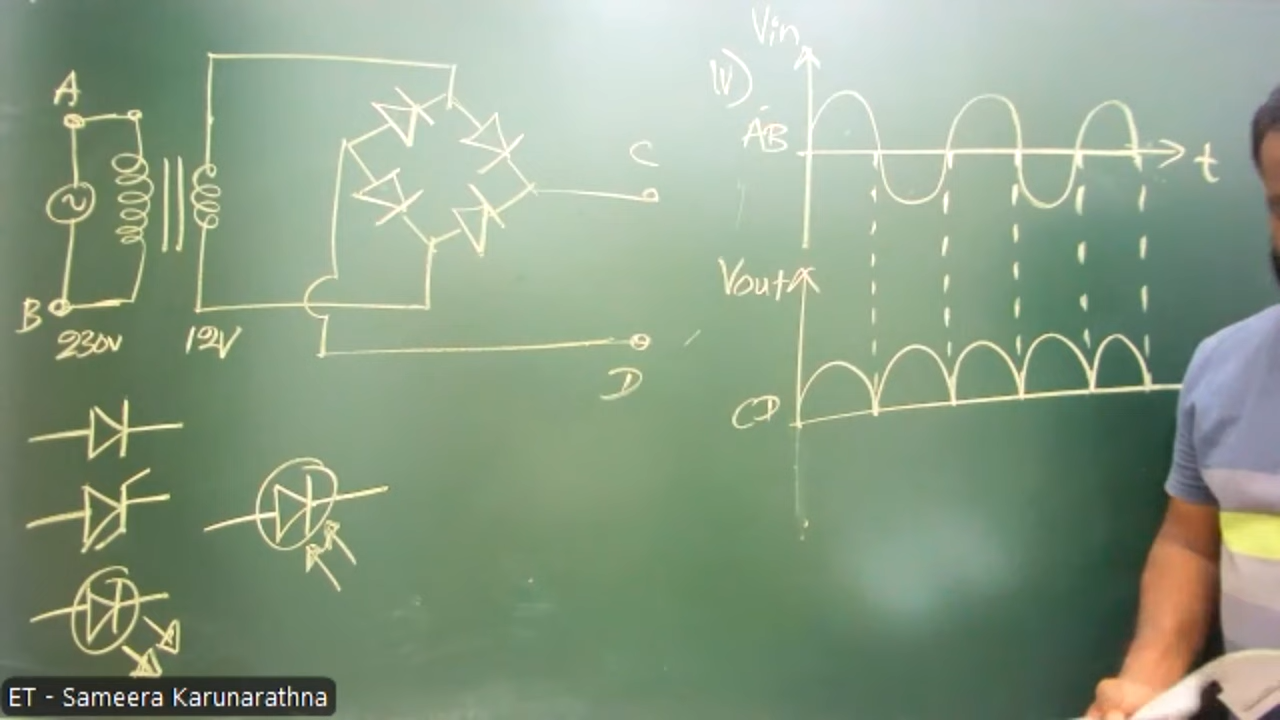 A
B
230V
12V
C
D
Vin
(V)
AB
t
Vout
CD
ET - Sameera Karunarathna